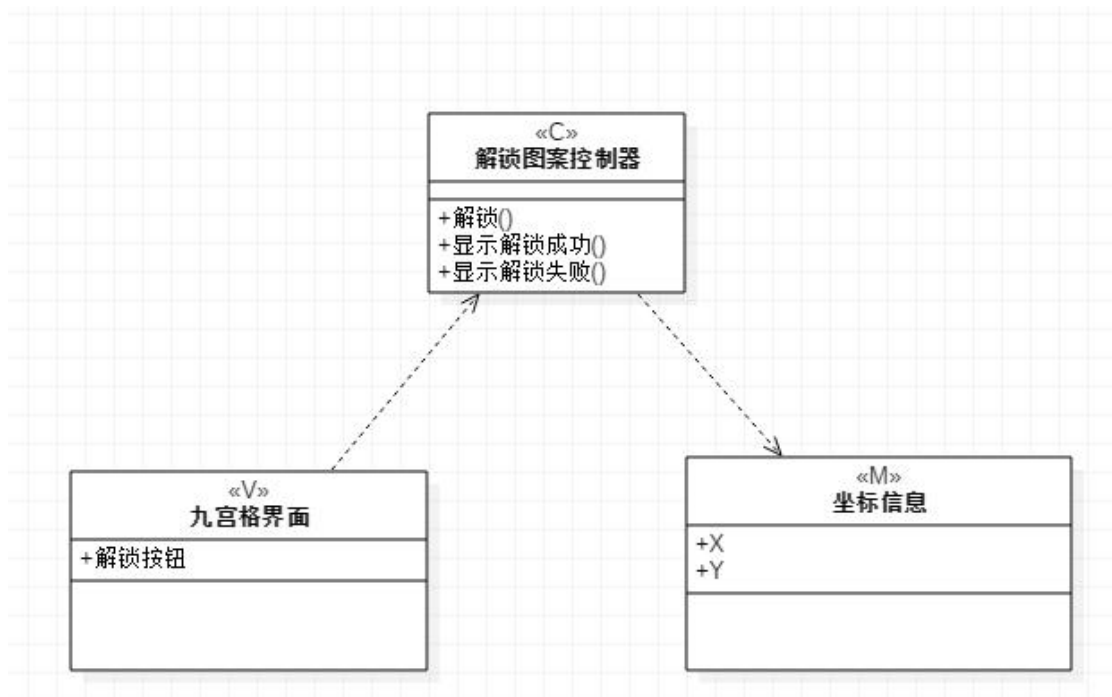 «C»
解锁图案控制器
+解锁()
+显示解锁成功()
+显示解锁失败()
«V»
九宫格界面
+解锁按钮
«M»
坐标信息
+X
+Y